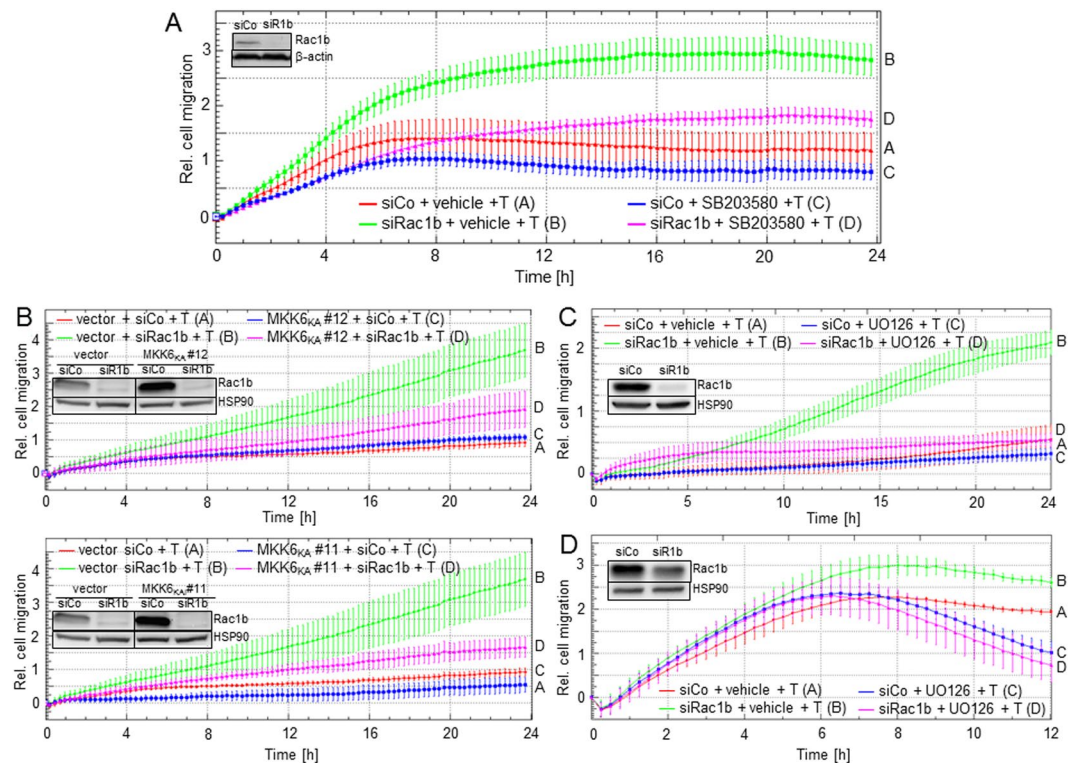 A
siCo siR1b
Rac1b
β-actin
Rel. cell migration
3
2
1
0
B
D
A
C
siCo + vehicle +T (A)
siCo + SB203580 +T (C)
siRac1b + vehicle + T (B)
siRac1b + SB203580 + T (D)
0 4 8 12 16 20 24
Time [h]
B
vector + siCo + T (A)
MKK6KA #12 + siCo + T (C)
vector + siRac1b + T (B)
MKK6KA #12 + siRac1b + T (D)
vector MKK6KA #12
siCo siR1b siCo siR1b
Rac1b
HSP90
Rel. cell migration
4
3
2
1
0
B
D
C
A
0 4 8 12 16 20 24
Time [h]
vector siCo + T (A)
MKK6KA #11 + siCo + T (C)
vector siRac1b + T (B)
MKK6KA #11 + siRac1b + T (D)
vector MKK6KA #11
siCo siR1b siCo siR1b
Rac1b
HSP90
Rel. cell migration
4
3
2
1
0
B
D
C
A
0 4 8 12 16 20 24
Time [h]
C
siCo + vehicle + T (A)
siCo + UO126 + T (C)
siRac1b + vehicle + T (B)
siRac1b + UO126 + T (D)
siCo siR1b
Rac1b
HSP90
Rel. cell migration
2
1
0
B
D
A
C
0 5 10 15 20 24
Time [h]
D
siCo siR1b
Rac1b
HSP90
Rel. cell migration
3
2
1
0
B
A
C
D
siCo + vehicle + T (A)
siCo + UO126 + T (C)
siRac1b + vehicle + T (B)
siRac1b + UO126 + T (D)
0 2 4 6 8 10 12
Time [h]